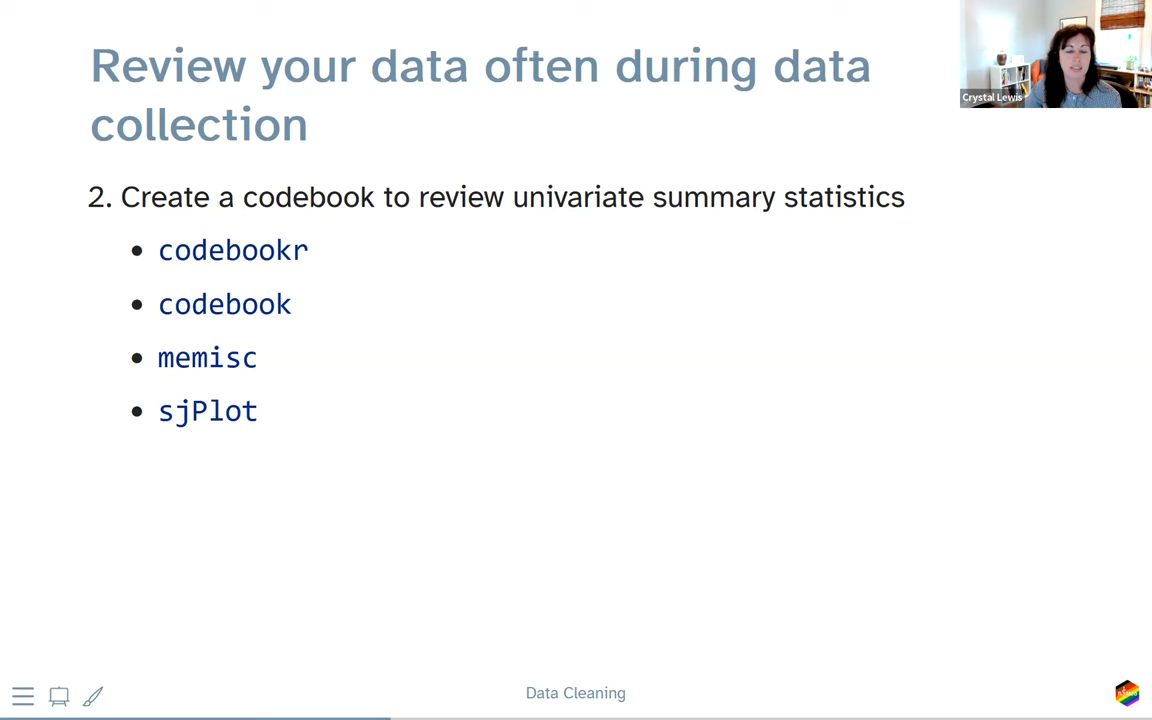 Review your data often during data
collection
Crystal Lewis
2. Create a codebook to review univariate summary statistics
• codebookr
• codebook
• memisc
• sjPlot
Data Cleaning